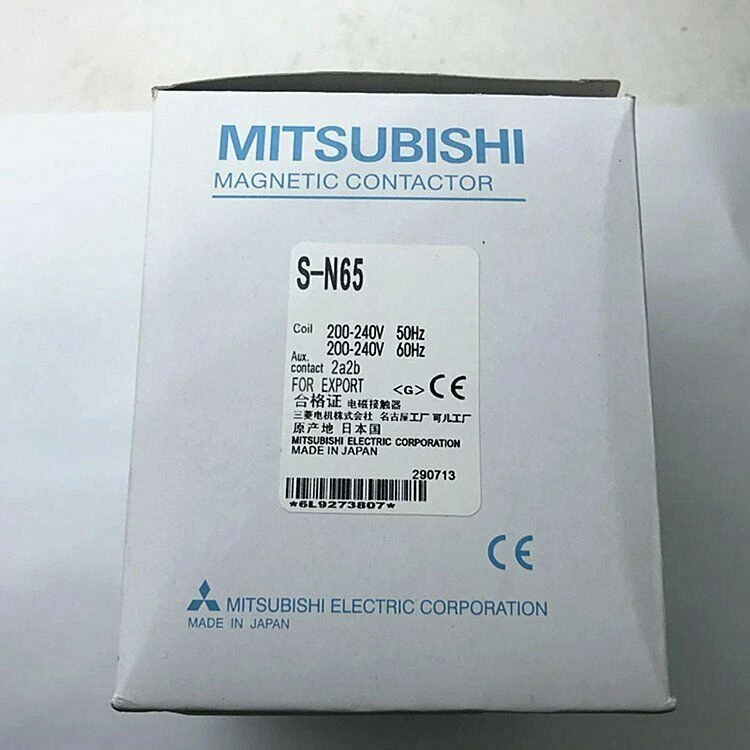 MITSUBISHI
MAGNETIC CONTACTOR
S-N65
Coil 200-240V 50Hz
200-240V 60Hz
Aux.
contact 2a2b
FOR EXPORT <G> CE
合格证 电磁接触器
三菱电机株式会社 名古屋工厂 可儿工厂
原产地 日本国
MITSUBISHI ELECTRIC CORPORATION
MADE IN JAPAN
290713
*6L9273807*
CE
MITSUBISHI ELECTRIC CORPORATION
MADE IN JAPAN